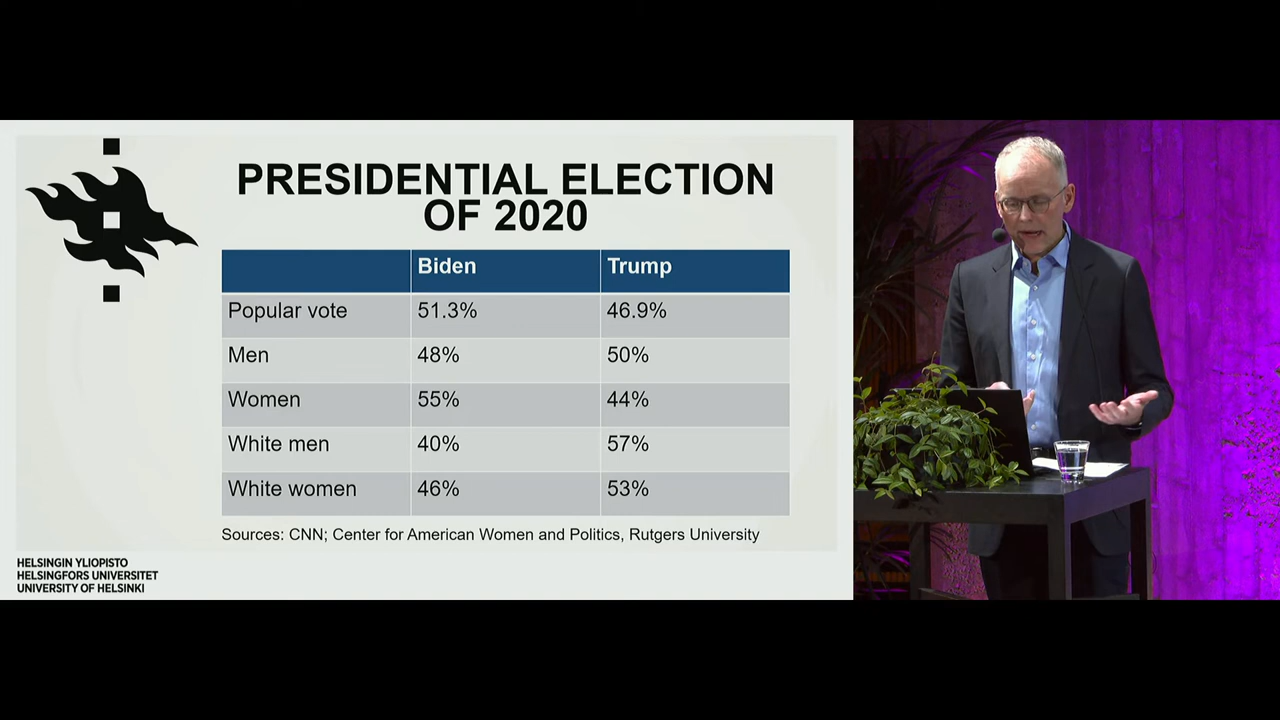 PRESIDENTIAL ELECTION
OF 2020
Biden Trump
Popular vote 51.3% 46.9%
Men 48% 50%
Women 55% 44%
White men 40% 57%
White women 46% 53%
Sources: CNN; Center for American Women and Politics, Rutgers University
HELSINGIN YLIOPISTO
HELSINGFORS UNIVERSITET
UNIVERSITY OF HELSINKI